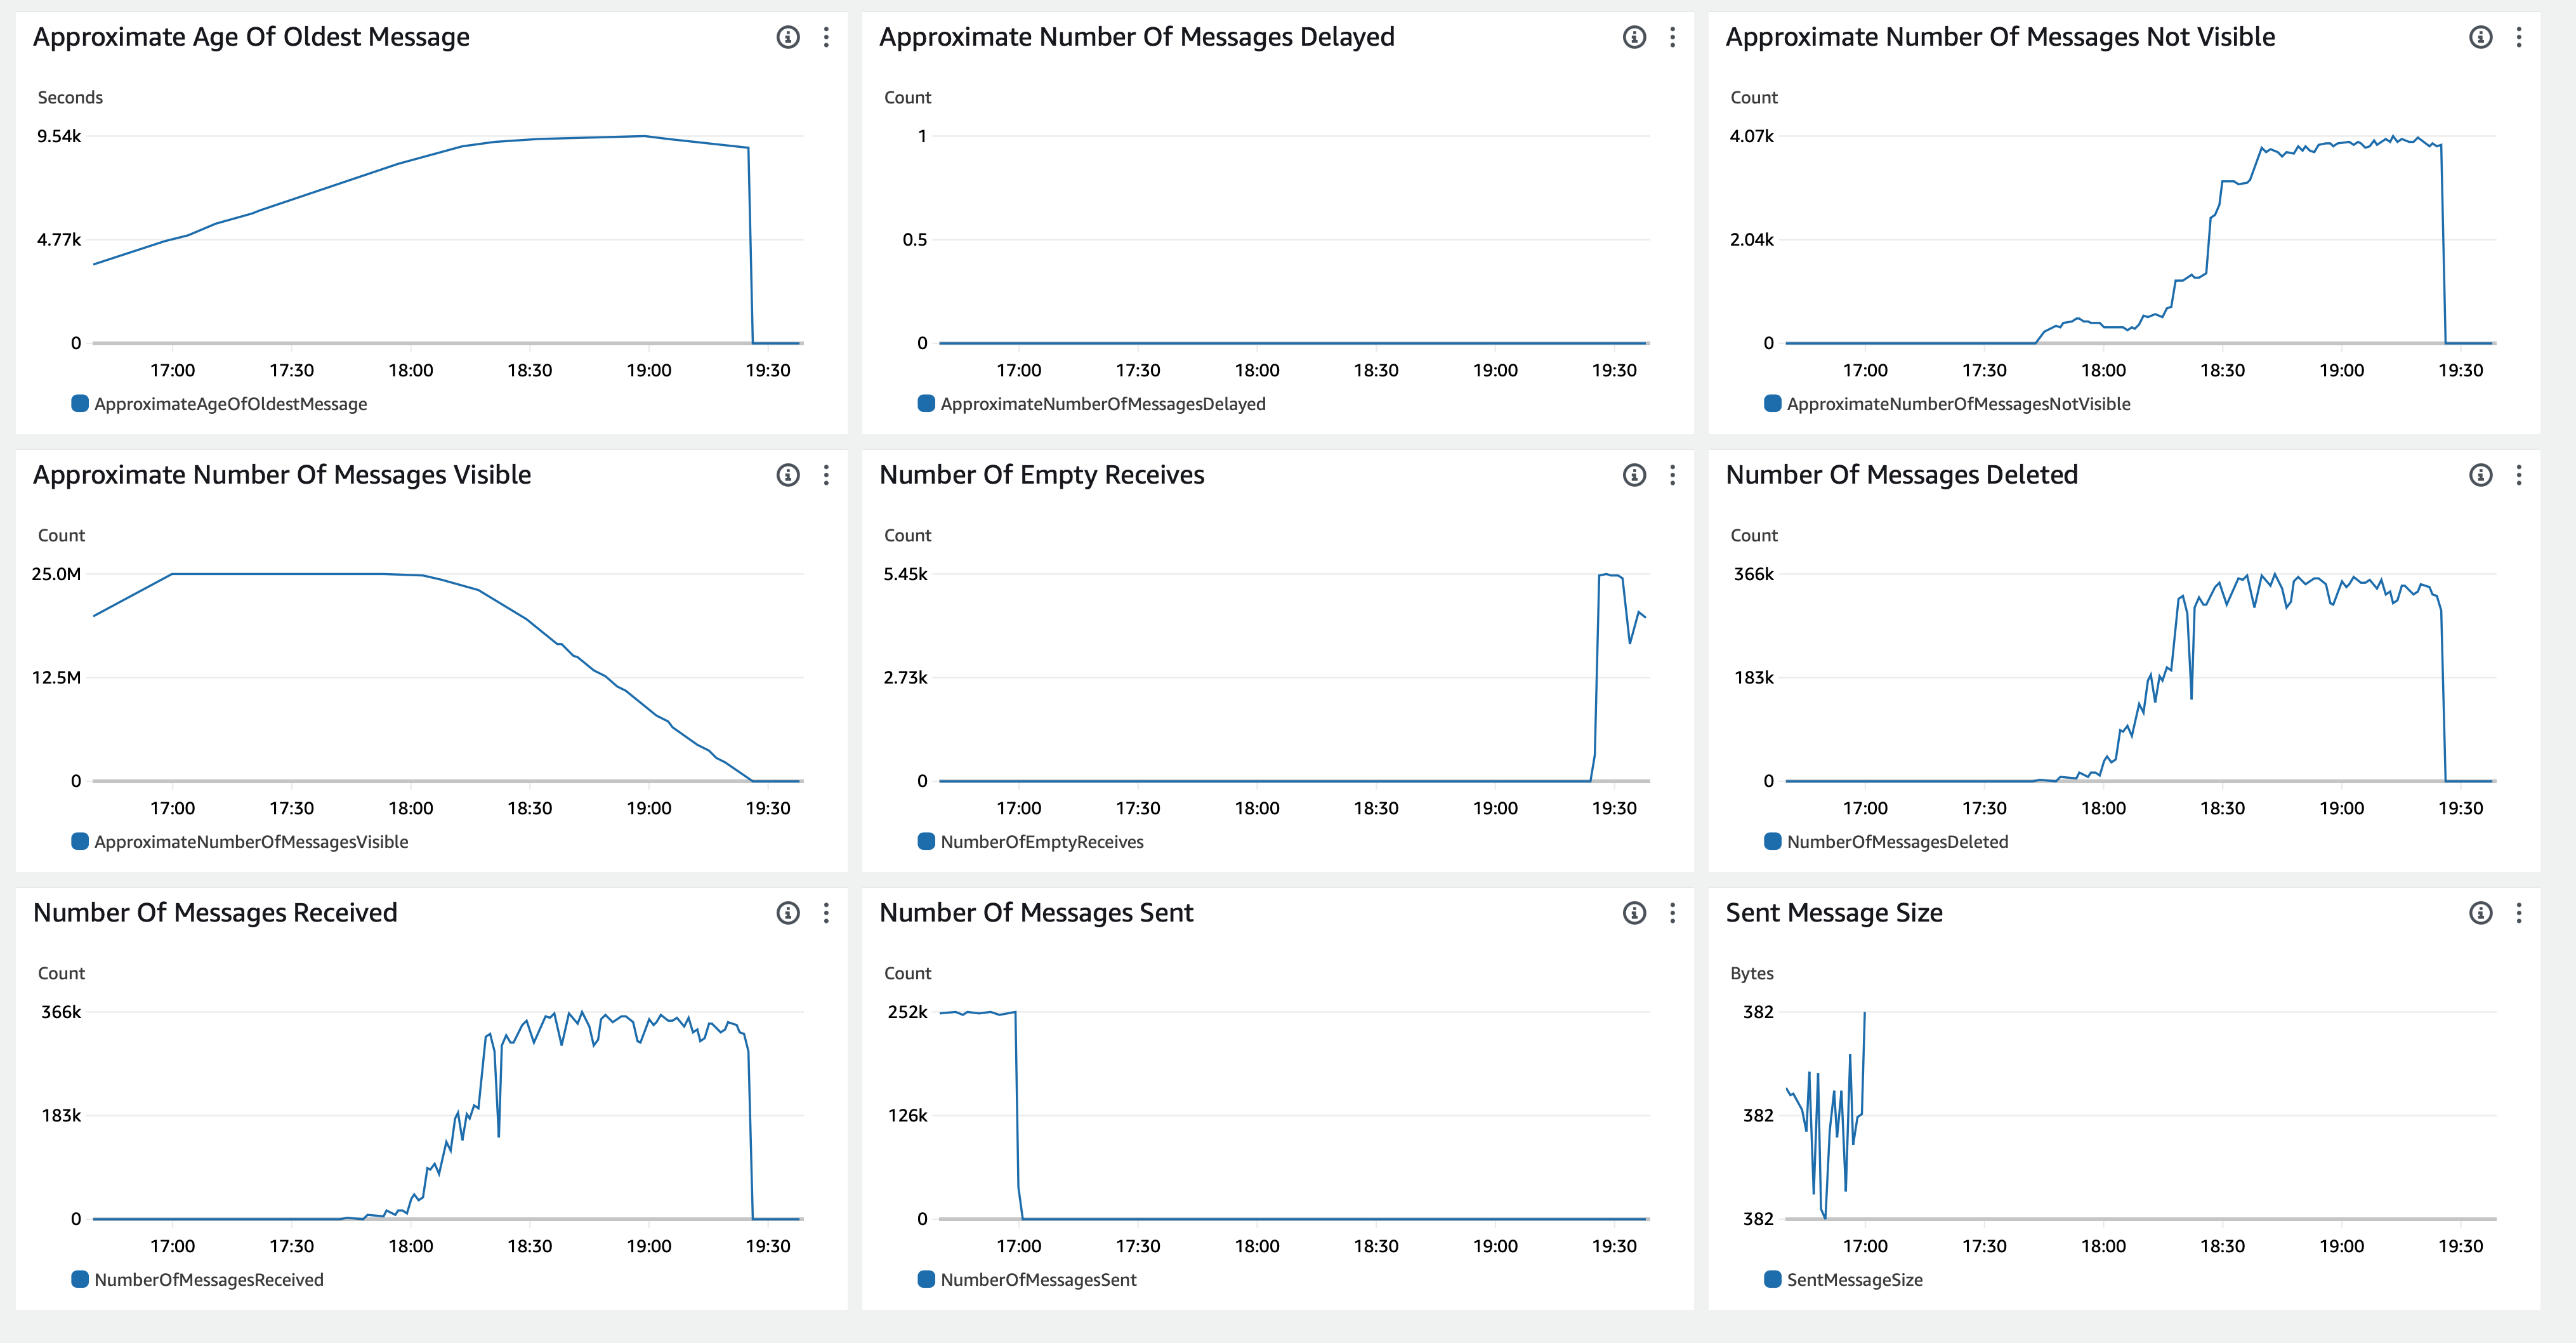 Approximate Age Of Oldest Message
Seconds
9.54k
4.77k
0
17:00 17:30 18:00 18:30 19:00 19:30
ApproximateAgeOfOldestMessage
Approximate Number Of Messages Delayed
Count
1
0.5
0
17:00 17:30 18:00 18:30 19:00 19:30
ApproximateNumberOfMessagesDelayed
Approximate Number Of Messages Not Visible
Count
4.07k
2.04k
0
17:00 17:30 18:00 18:30 19:00 19:30
ApproximateNumberOfMessagesNotVisible
Approximate Number Of Messages Visible
Count
25.0M
12.5M
0
17:00 17:30 18:00 18:30 19:00 19:30
ApproximateNumberOfMessagesVisible
Number Of Empty Receives
Count
5.45k
2.73k
0
17:00 17:30 18:00 18:30 19:00 19:30
NumberOfEmptyReceives
Number Of Messages Deleted
Count
366k
183k
0
17:00 17:30 18:00 18:30 19:00 19:30
NumberOfMessagesDeleted
Number Of Messages Received
Count
366k
183k
0
17:00 17:30 18:00 18:30 19:00 19:30
NumberOfMessagesReceived
Number Of Messages Sent
Count
252k
126k
0
17:00 17:30 18:00 18:30 19:00 19:30
NumberOfMessagesSent
Sent Message Size
Bytes
382
382
382
17:00 17:30 18:00 18:30 19:00 19:30
SentMessageSize